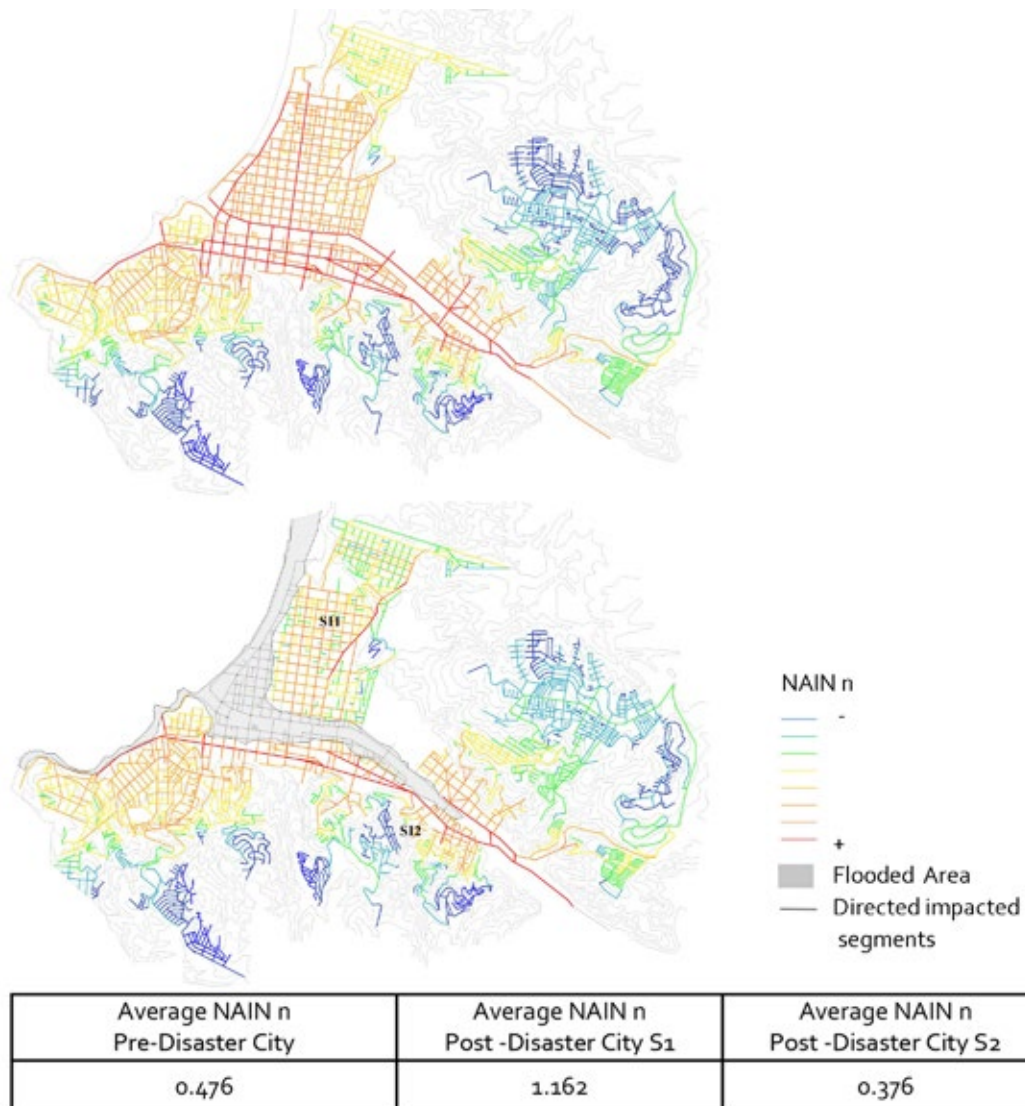 S11
S12
NAIN n
-
+
Flooded Area
Directed impacted
segments
Average NAIN n
Pre-Disaster City
Average NAIN n
Post -Disaster City S1
Average NAIN n
Post -Disaster City S2
0.476
1.162
0.376